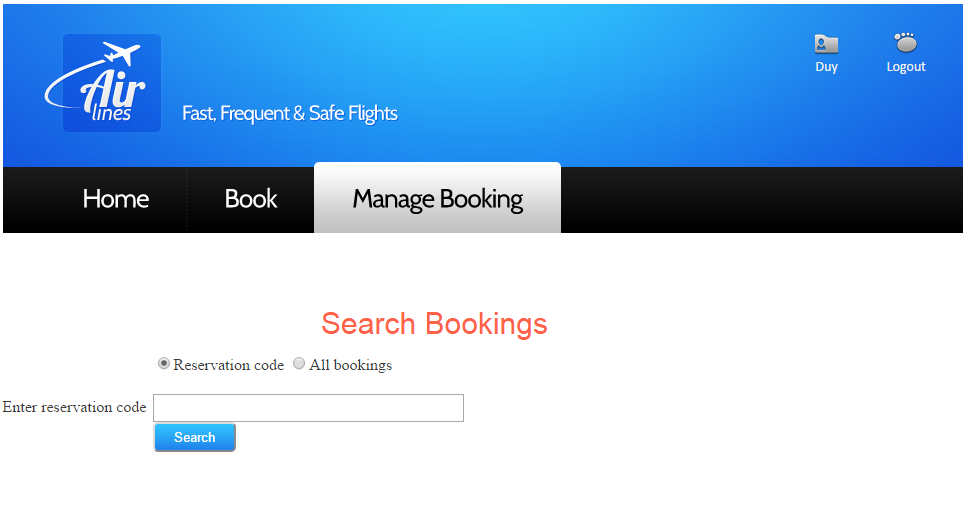 Duy
Logout
Air
lines
Fast, Frequent & Safe Flights
Home
Book
Manage Booking
Search Bookings
Reservation code
All bookings
Enter reservation code
Search